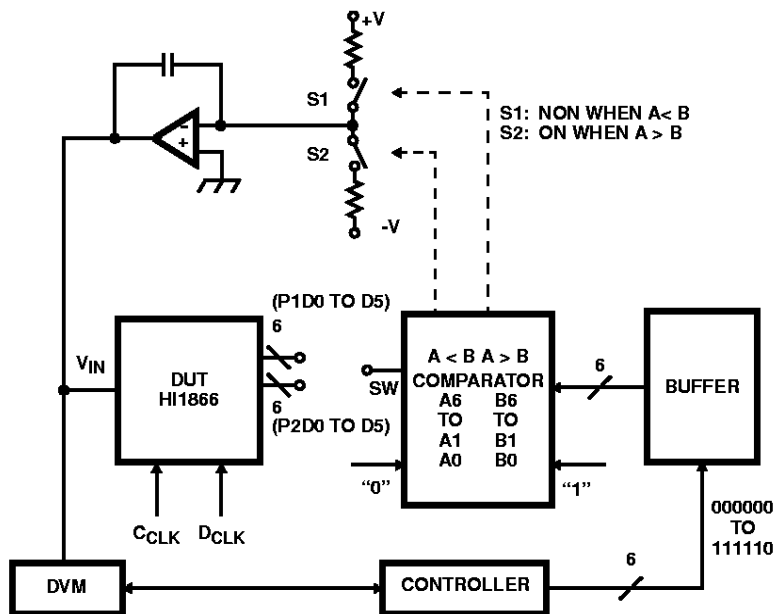 +V
S1
S1: NON WHEN A< B
S2: ON WHEN A > B
−
+
S2
-V
(P1D0 TO D5)
6
VIN
DUT
HI1866
6
(P2D0 TO D5)
SW
A < B A > B
COMPARATOR
A6 B6
TO TO
A1 B1
A0 B0
6
BUFFER
“0”
“1”
CCLK DCLK
000000
TO
111110
DVM
CONTROLLER
6